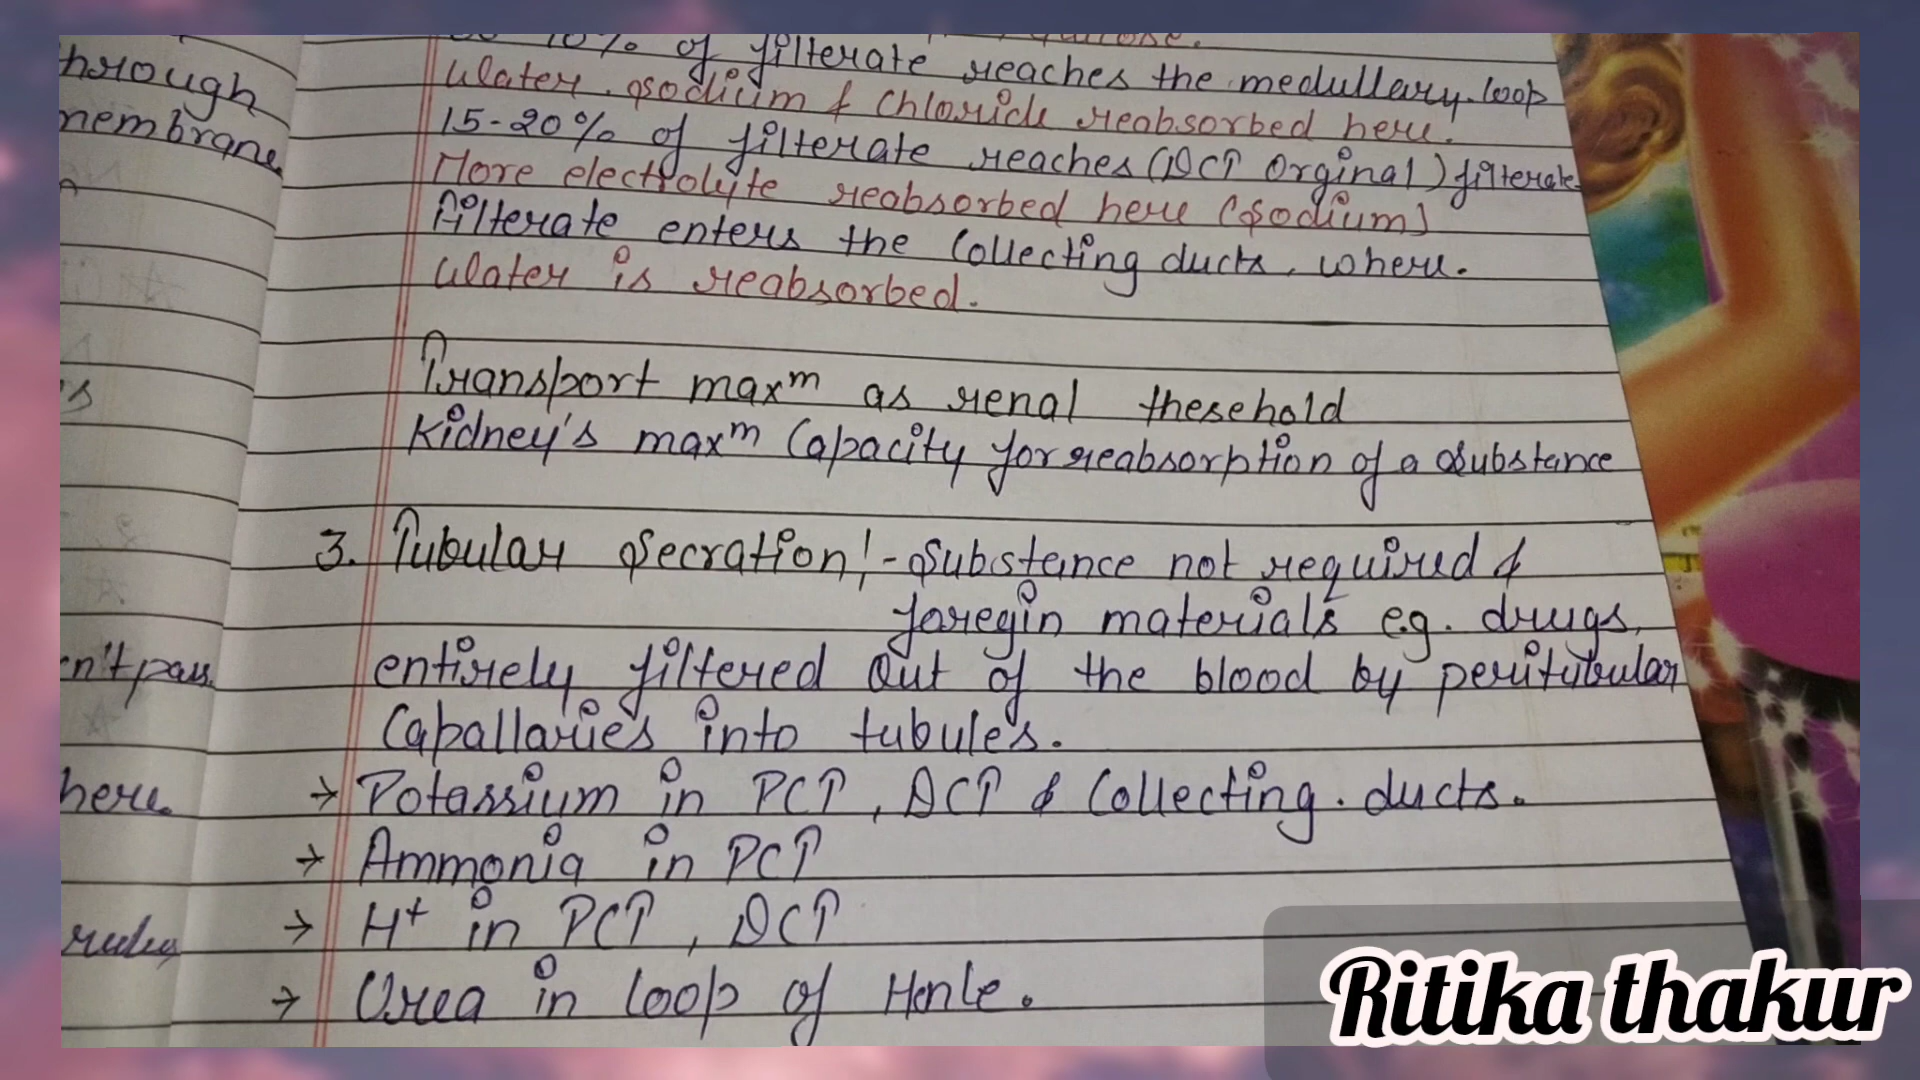 hrough
membrane
's
n't pass
here.
10% of filterate reaches the medullary loop
Water, sodium & Chloride reabsorbed here.
15-20% of filterate reaches (DCT Orginal) filterate
More electrolyte reabsorbed here (sodium)
Filterate enters the Collecting ducts, where.
Water is reabsorbed.
Transport maxm as renal thesehold
Kidney's maxm Capacity for reabsorption of a substance
3. Tubular Secration:- Substance not required &
foregin materials e.g. drugs,
entirely filtered Out of the blood by peritubular
Capallaries into tubules.
→ Potassium in PCT, DCT & Collecting ducts.
→ Ammonia in PCT
→ H+ in PCT, DCT
→ Urea in loop of Henle.
Ritika thakur